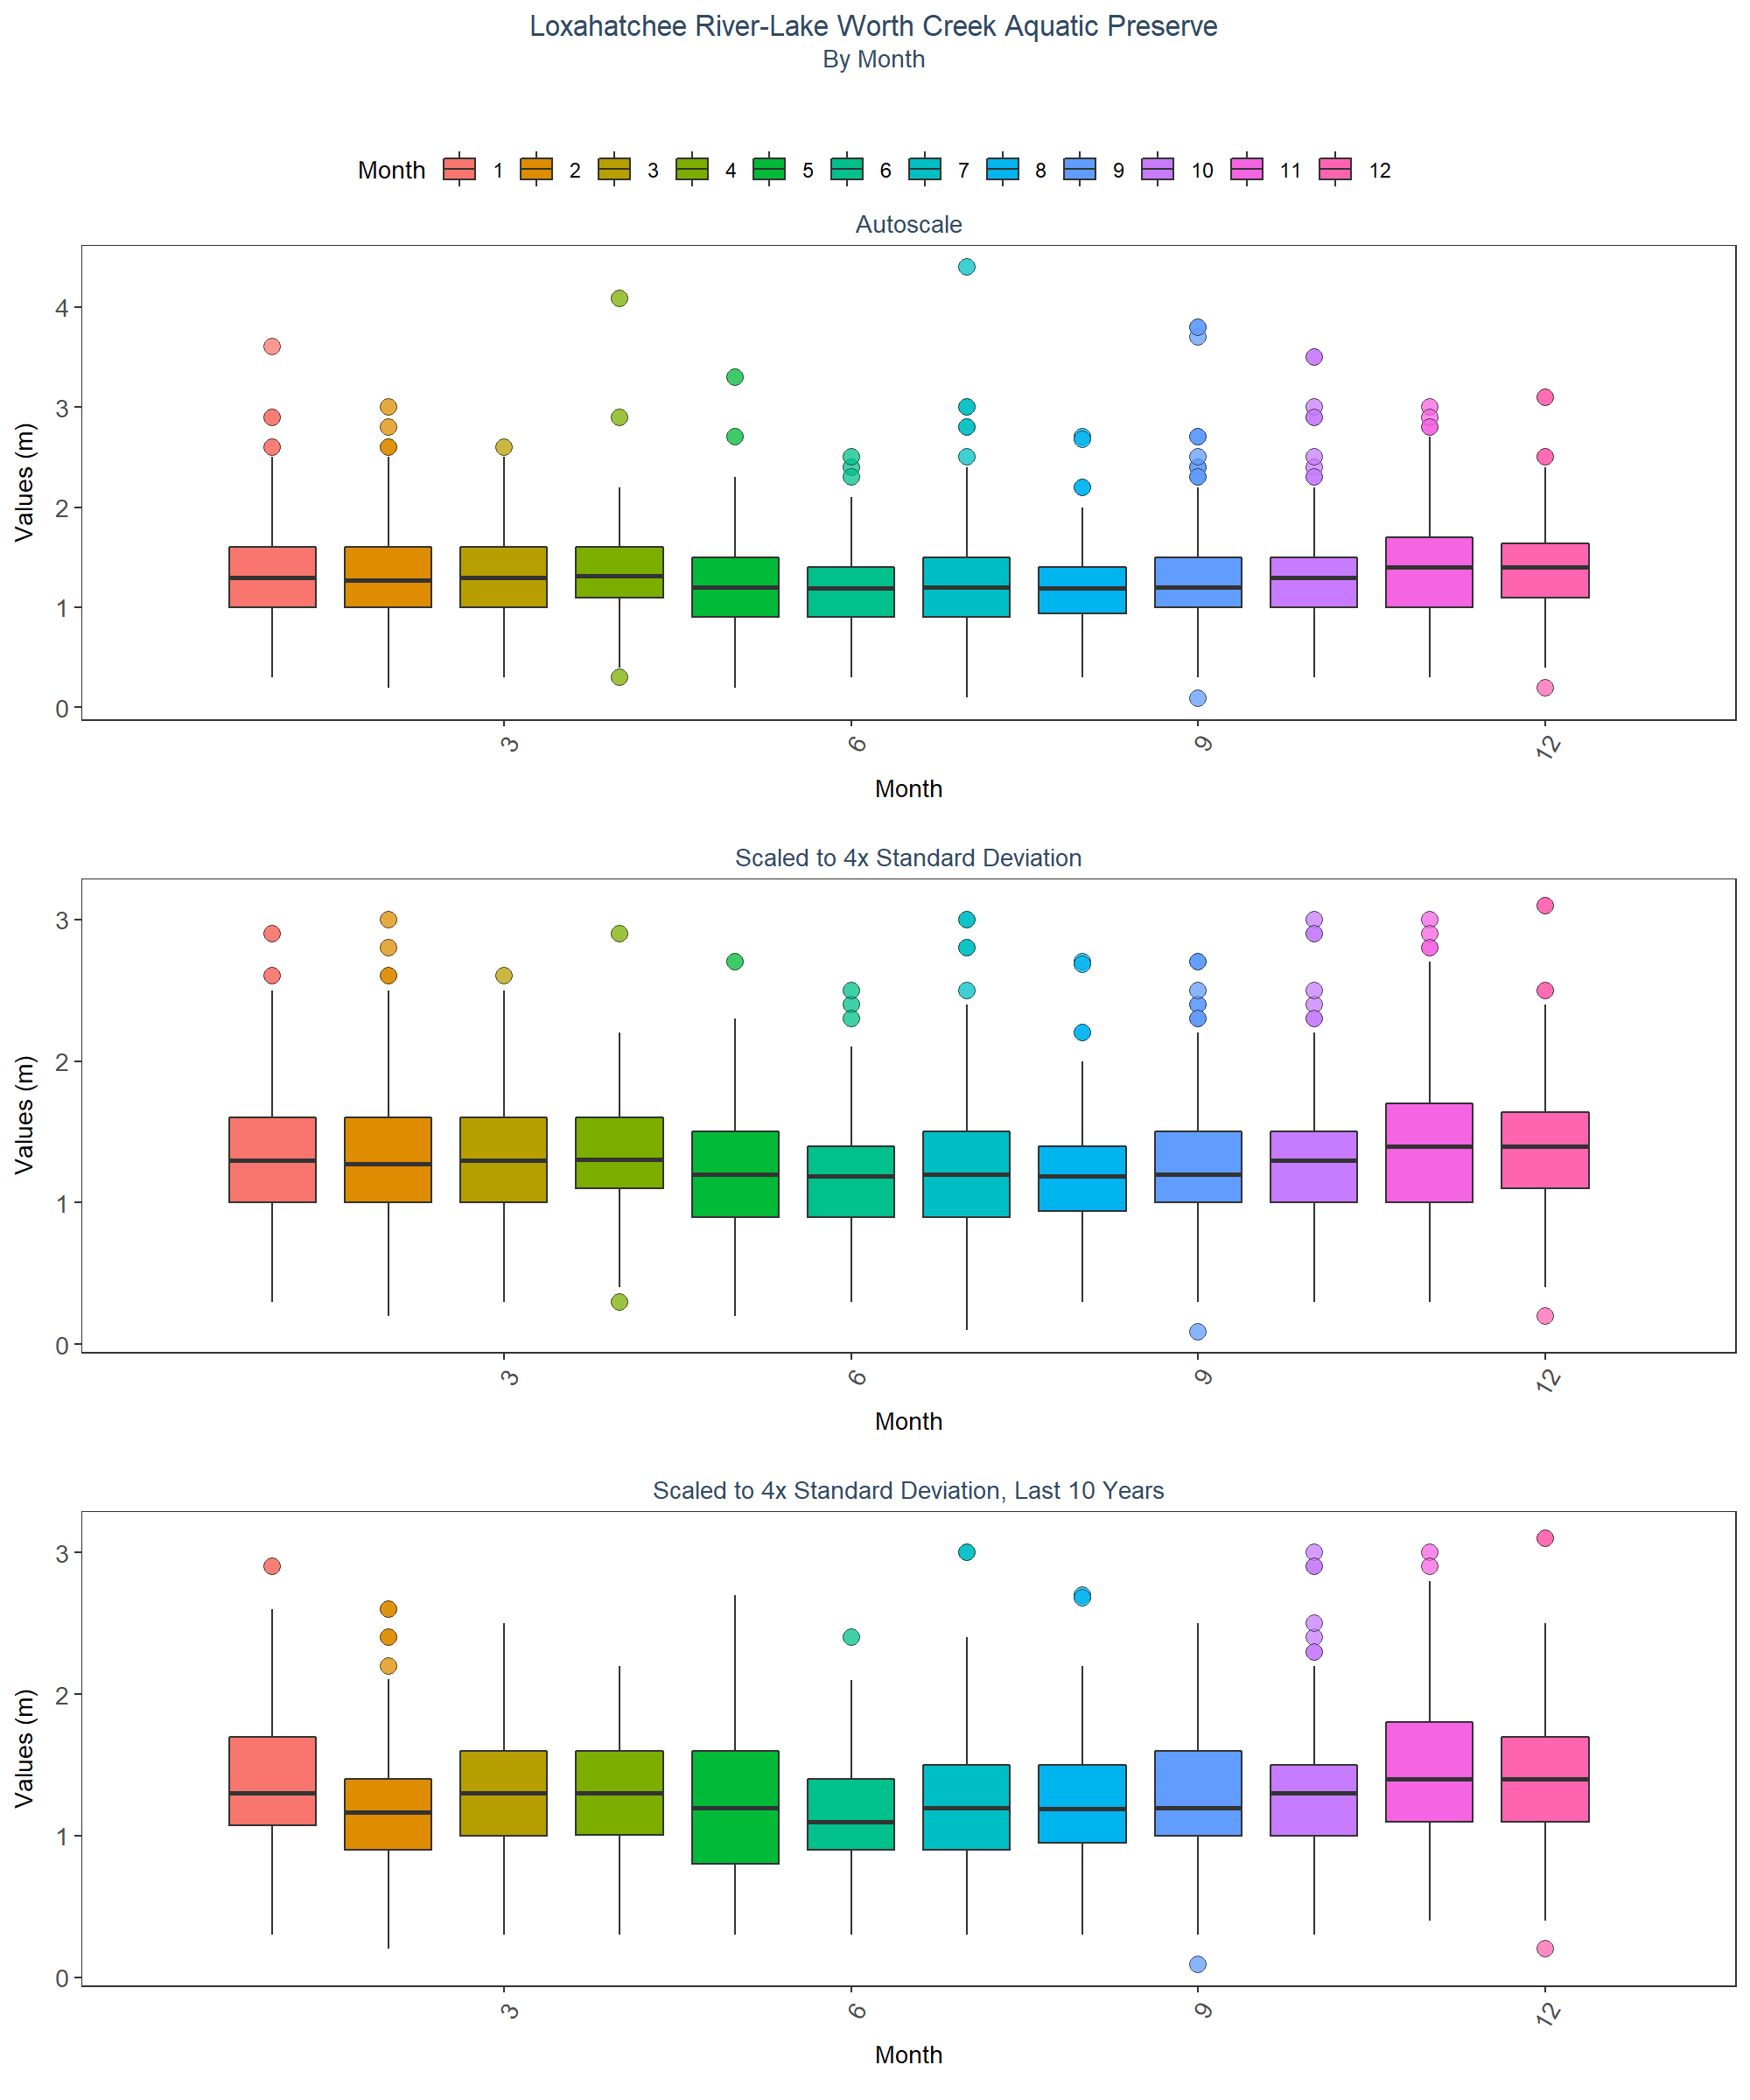 Loxahatchee River-Lake Worth Creek Aquatic Preserve
By Month
Month 1 2 3 4 5 6 7 8 9 10 11 12
Autoscale
Values (m)
4
3
2
1
0
3 6 9 12
Month
Scaled to 4x Standard Deviation
Values (m)
3
2
1
0
3 6 9 12
Month
Scaled to 4x Standard Deviation, Last 10 Years
Values (m)
3
2
1
0
3 6 9 12
Month